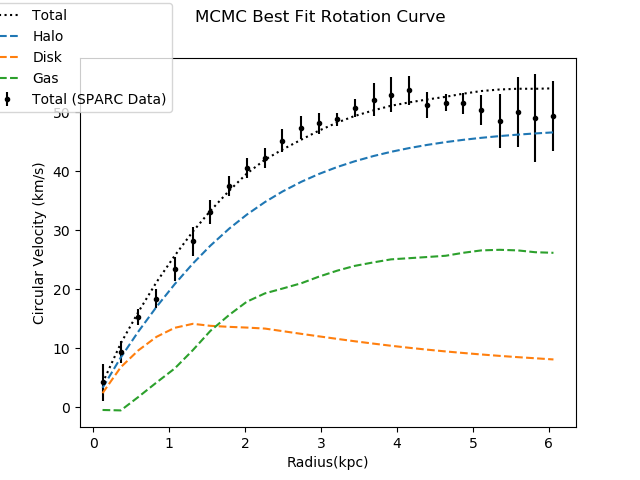 MCMC Best Fit Rotation Curve
Total
Halo
Disk
Gas
Total (SPARC Data)
Circular Velocity (km/s)
50
40
30
20
10
0
0 1 2 3 4 5 6
Radius(kpc)